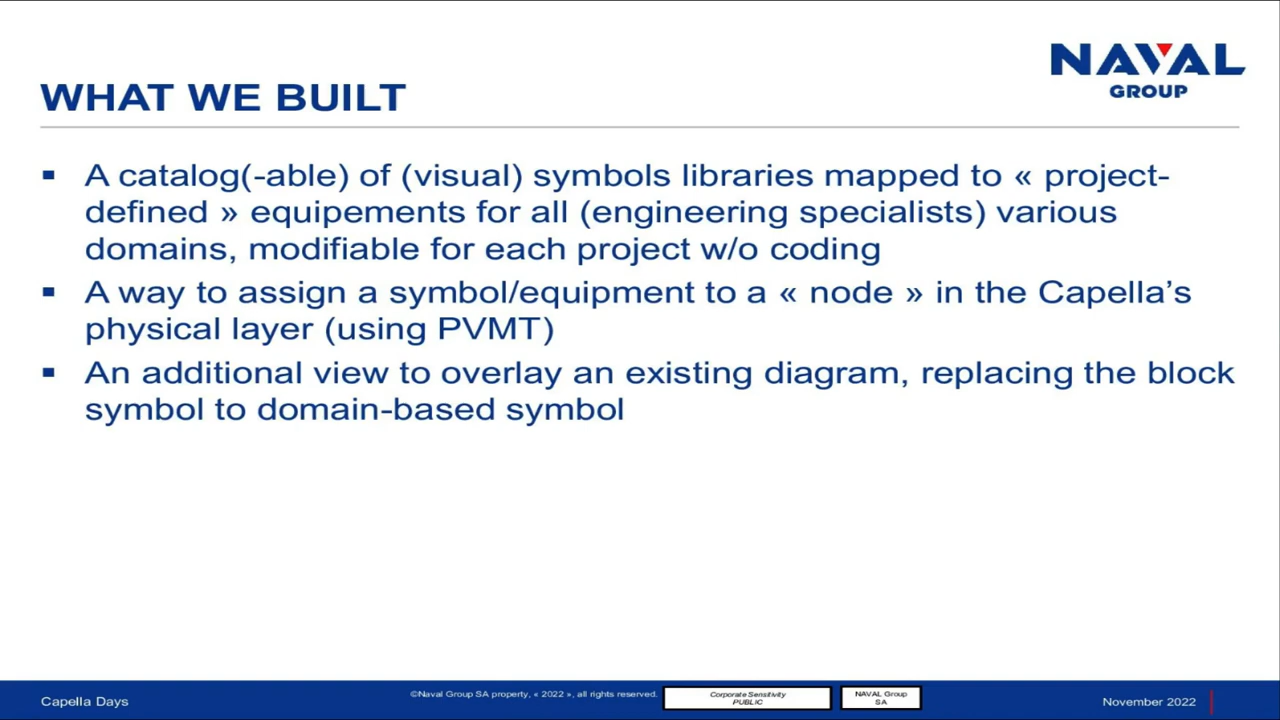 NAVAL
GROUP
WHAT WE BUILT
▪ A catalog(-able) of (visual) symbols libraries mapped to « project-
defined » equipements for all (engineering specialists) various
domains, modifiable for each project w/o coding
▪ A way to assign a symbol/equipment to a « node » in the Capella’s
physical layer (using PVMT)
▪ An additional view to overlay an existing diagram, replacing the block
symbol to domain-based symbol
Capella Days
©Naval Group SA property, « 2022 », all rights reserved.
Corporate Sensitivity
PUBLIC
NAVAL Group
SA
November 2022